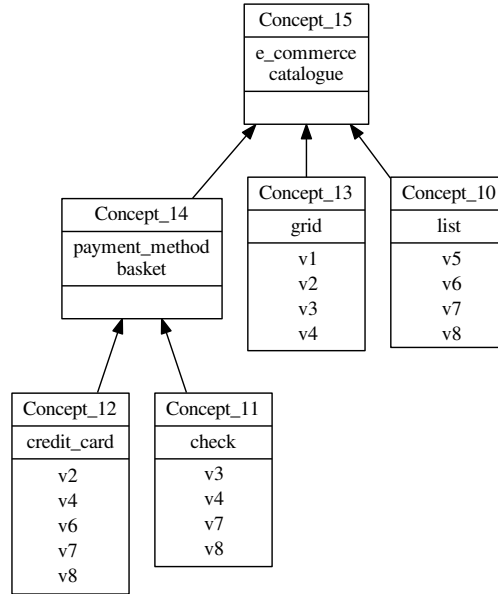 Concept_15
e_commerce
catalogue
Concept_14
payment_method
basket
Concept_13
grid
v1
v2
v3
v4
Concept_10
list
v5
v6
v7
v8
Concept_12
credit_card
v2
v4
v6
v7
v8
Concept_11
check
v3
v4
v7
v8